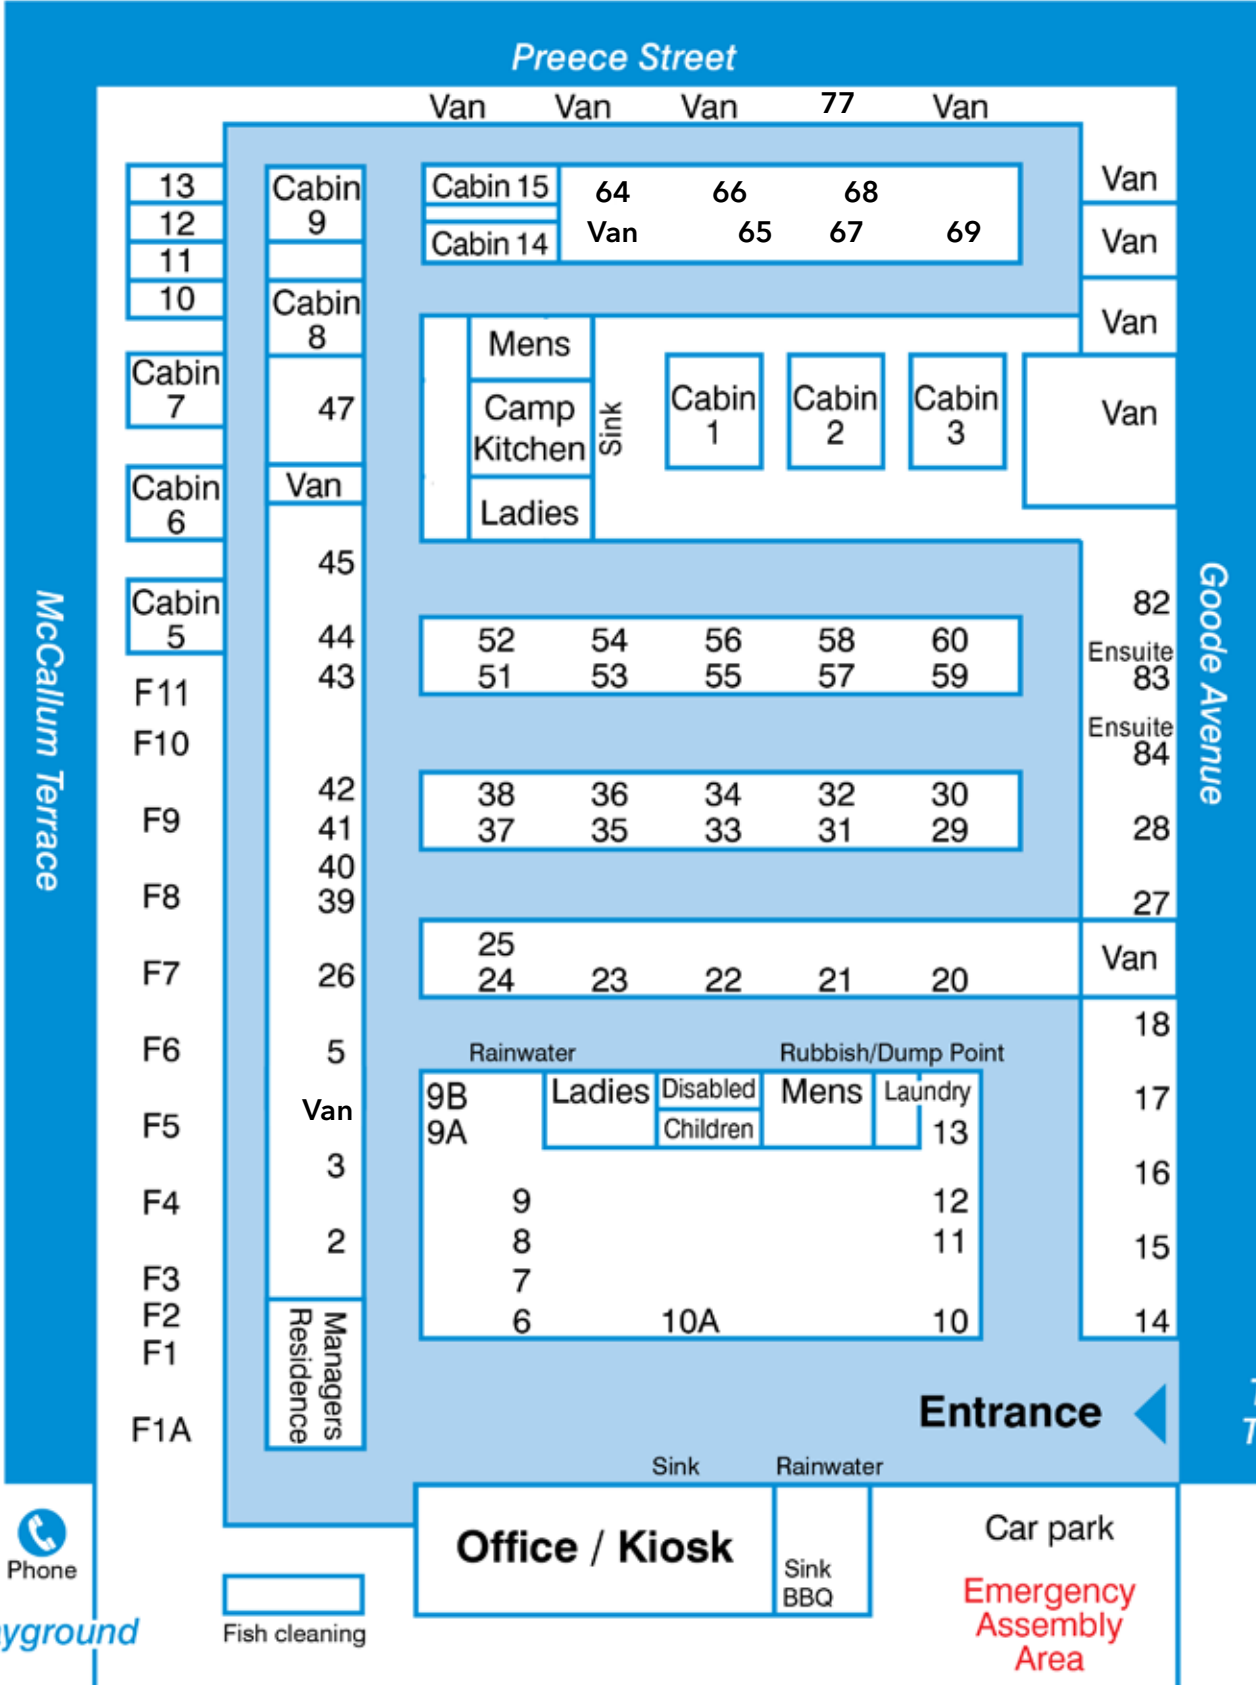 Preece Street
Van Van Van 77 Van
13
12
11
10
Cabin
9
Cabin
8
47
Van
Cabin 15
Cabin 14
64 66 68
Van 65 67 69
Van
Van
Van
Van
Cabin
7
Cabin
6
Cabin
5
Mens
Camp
Kitchen
Ladies
Sink
Cabin
1
Cabin
2
Cabin
3
McCallum Terrace
Goode Avenue
F11
F10
F9
F8
F7
F6
F5
F4
F3
F2
F1
F1A
45
44
43
42
41
40
39
26
5
Van
3
2
Managers
Residence
52 54 56 58 60
51 53 55 57 59
38 36 34 32 30
37 35 33 31 29
25
24 23 22 21 20
82
Ensuite
83
Ensuite
84
28
27
Van
18
17
16
15
14
Rainwater
Rubbish/Dump Point
9B
9A
Ladies
Disabled
Children
Mens
Laundry
13
9
8
7
6
10A
12
11
10
Entrance
Sink
Rainwater
Office / Kiosk
Sink
BBQ
Car park
Emergency
Assembly
Area
Phone
yground
Fish cleaning